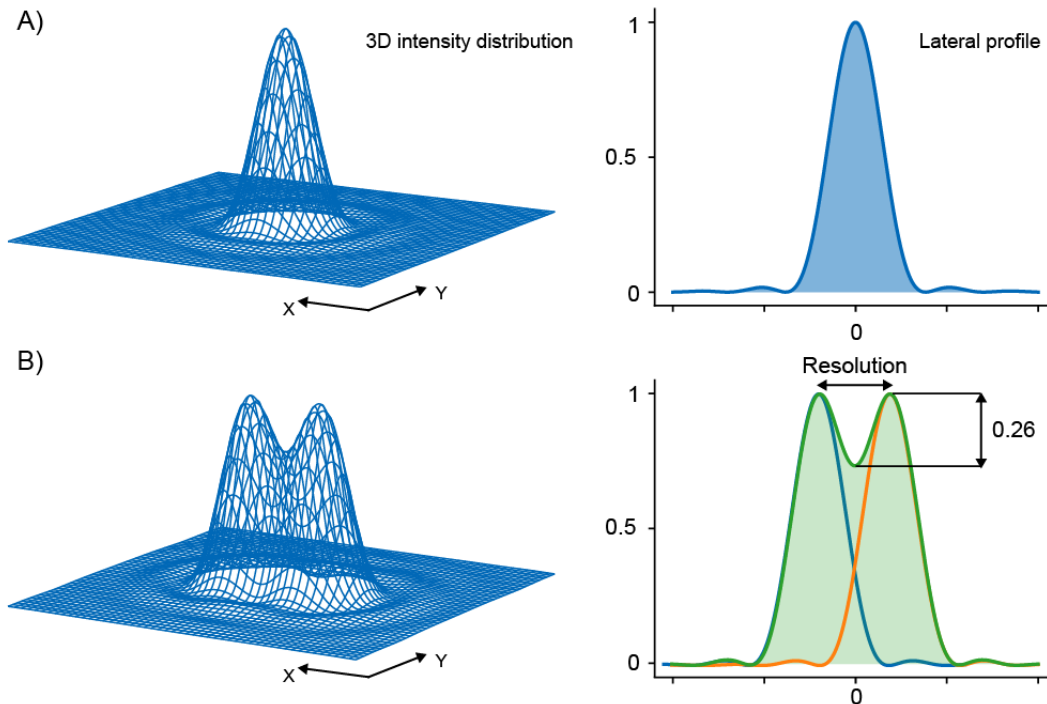 A)
3D intensity distribution
X
Y
Lateral profile
1
0.5
0
0
B)
X
Y
Resolution
1
0.26
0.5
0
0